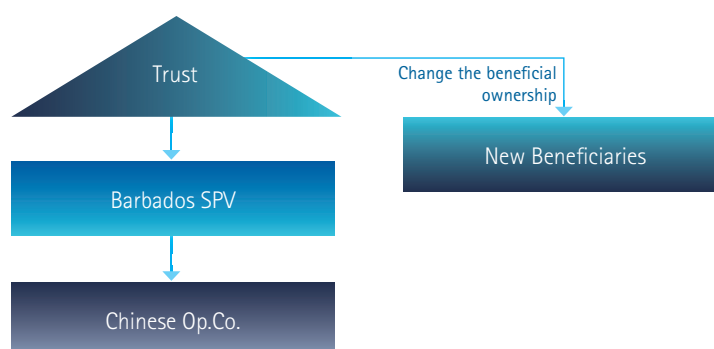 Trust
Change the beneficial
ownership
New Beneficiaries
Barbados SPV
Chinese Op.Co.